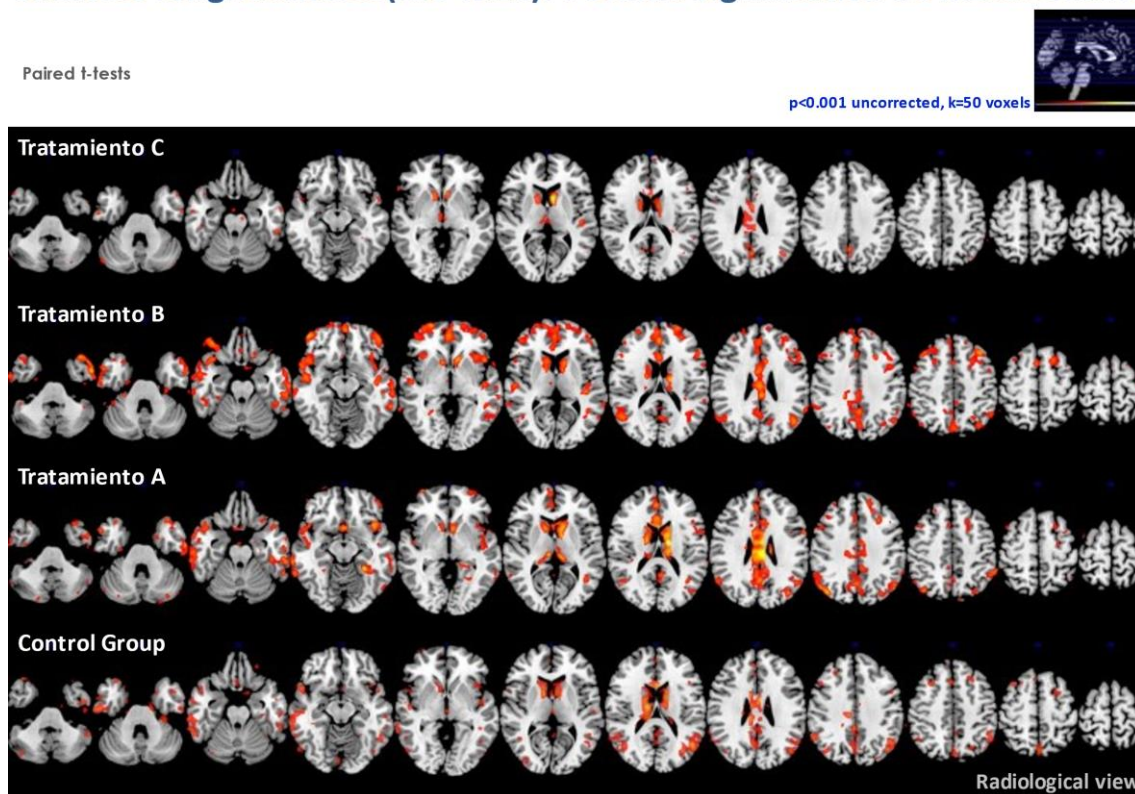 Paired t-tests
p<0.001 uncorrected, k=50 voxels
Tratamiento C
Tratamiento B
Tratamiento A
Control Group
Radiological view